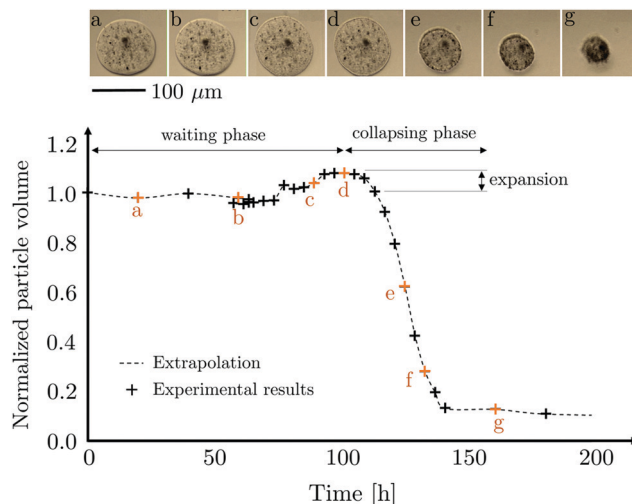 a b c d e f g
100 μm
waiting phase collapsing phase
expansion
a b c d e f g
Extrapolation
Experimental results
Normalized particle volume
1.2
1.0
0.8
0.6
0.4
0.2
0.0
0 50 100 150 200
Time [h]